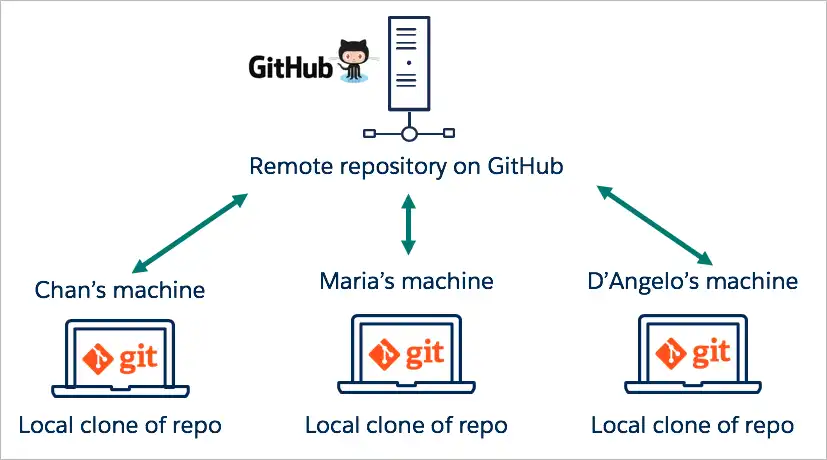 GitHub
Remote repository on GitHub
Chan’s machine
Maria’s machine
D’Angelo’s machine
git
git
git
Local clone of repo
Local clone of repo
Local clone of repo